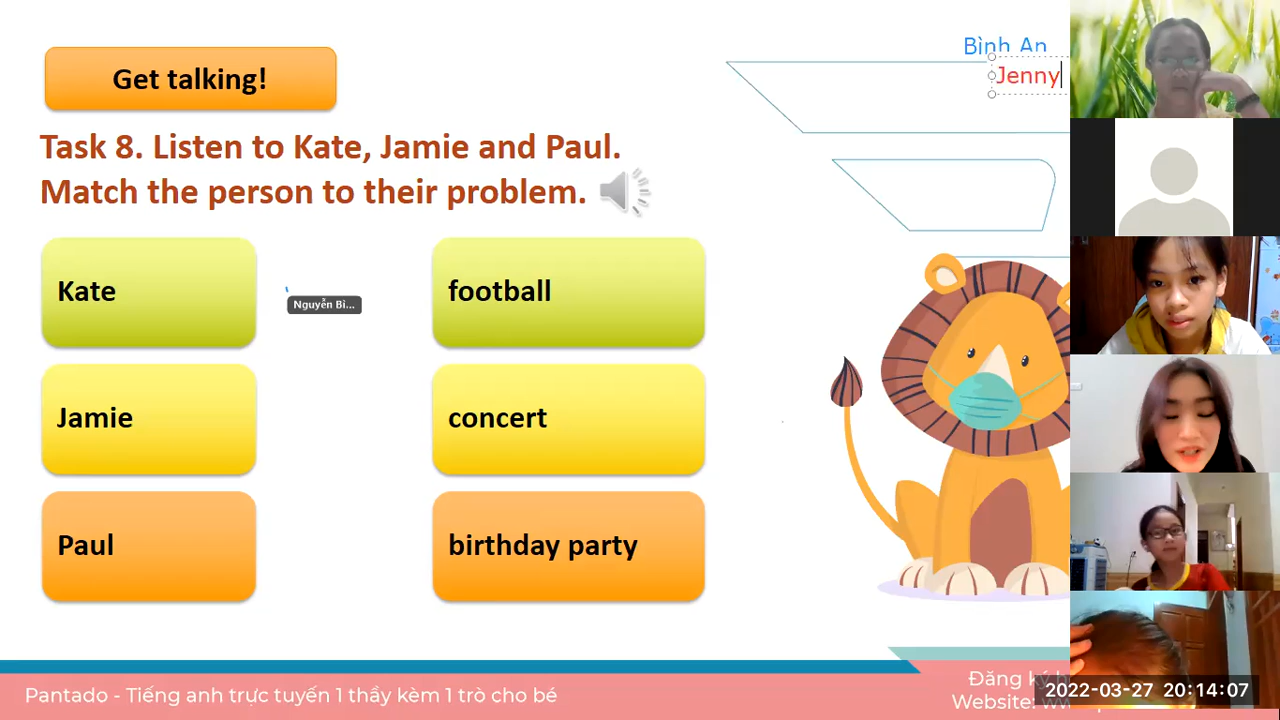 Get talking!
Bình An
Jenny
Task 8. Listen to Kate, Jamie and Paul.
Match the person to their problem.
Kate
football
Nguyễn Bì...
Jamie
concert
Paul
birthday party
Pantado - Tiếng anh trực tuyến 1 thầy kèm 1 trò cho bé
Đăng ký
Website:
2022-03-27 20:14:07